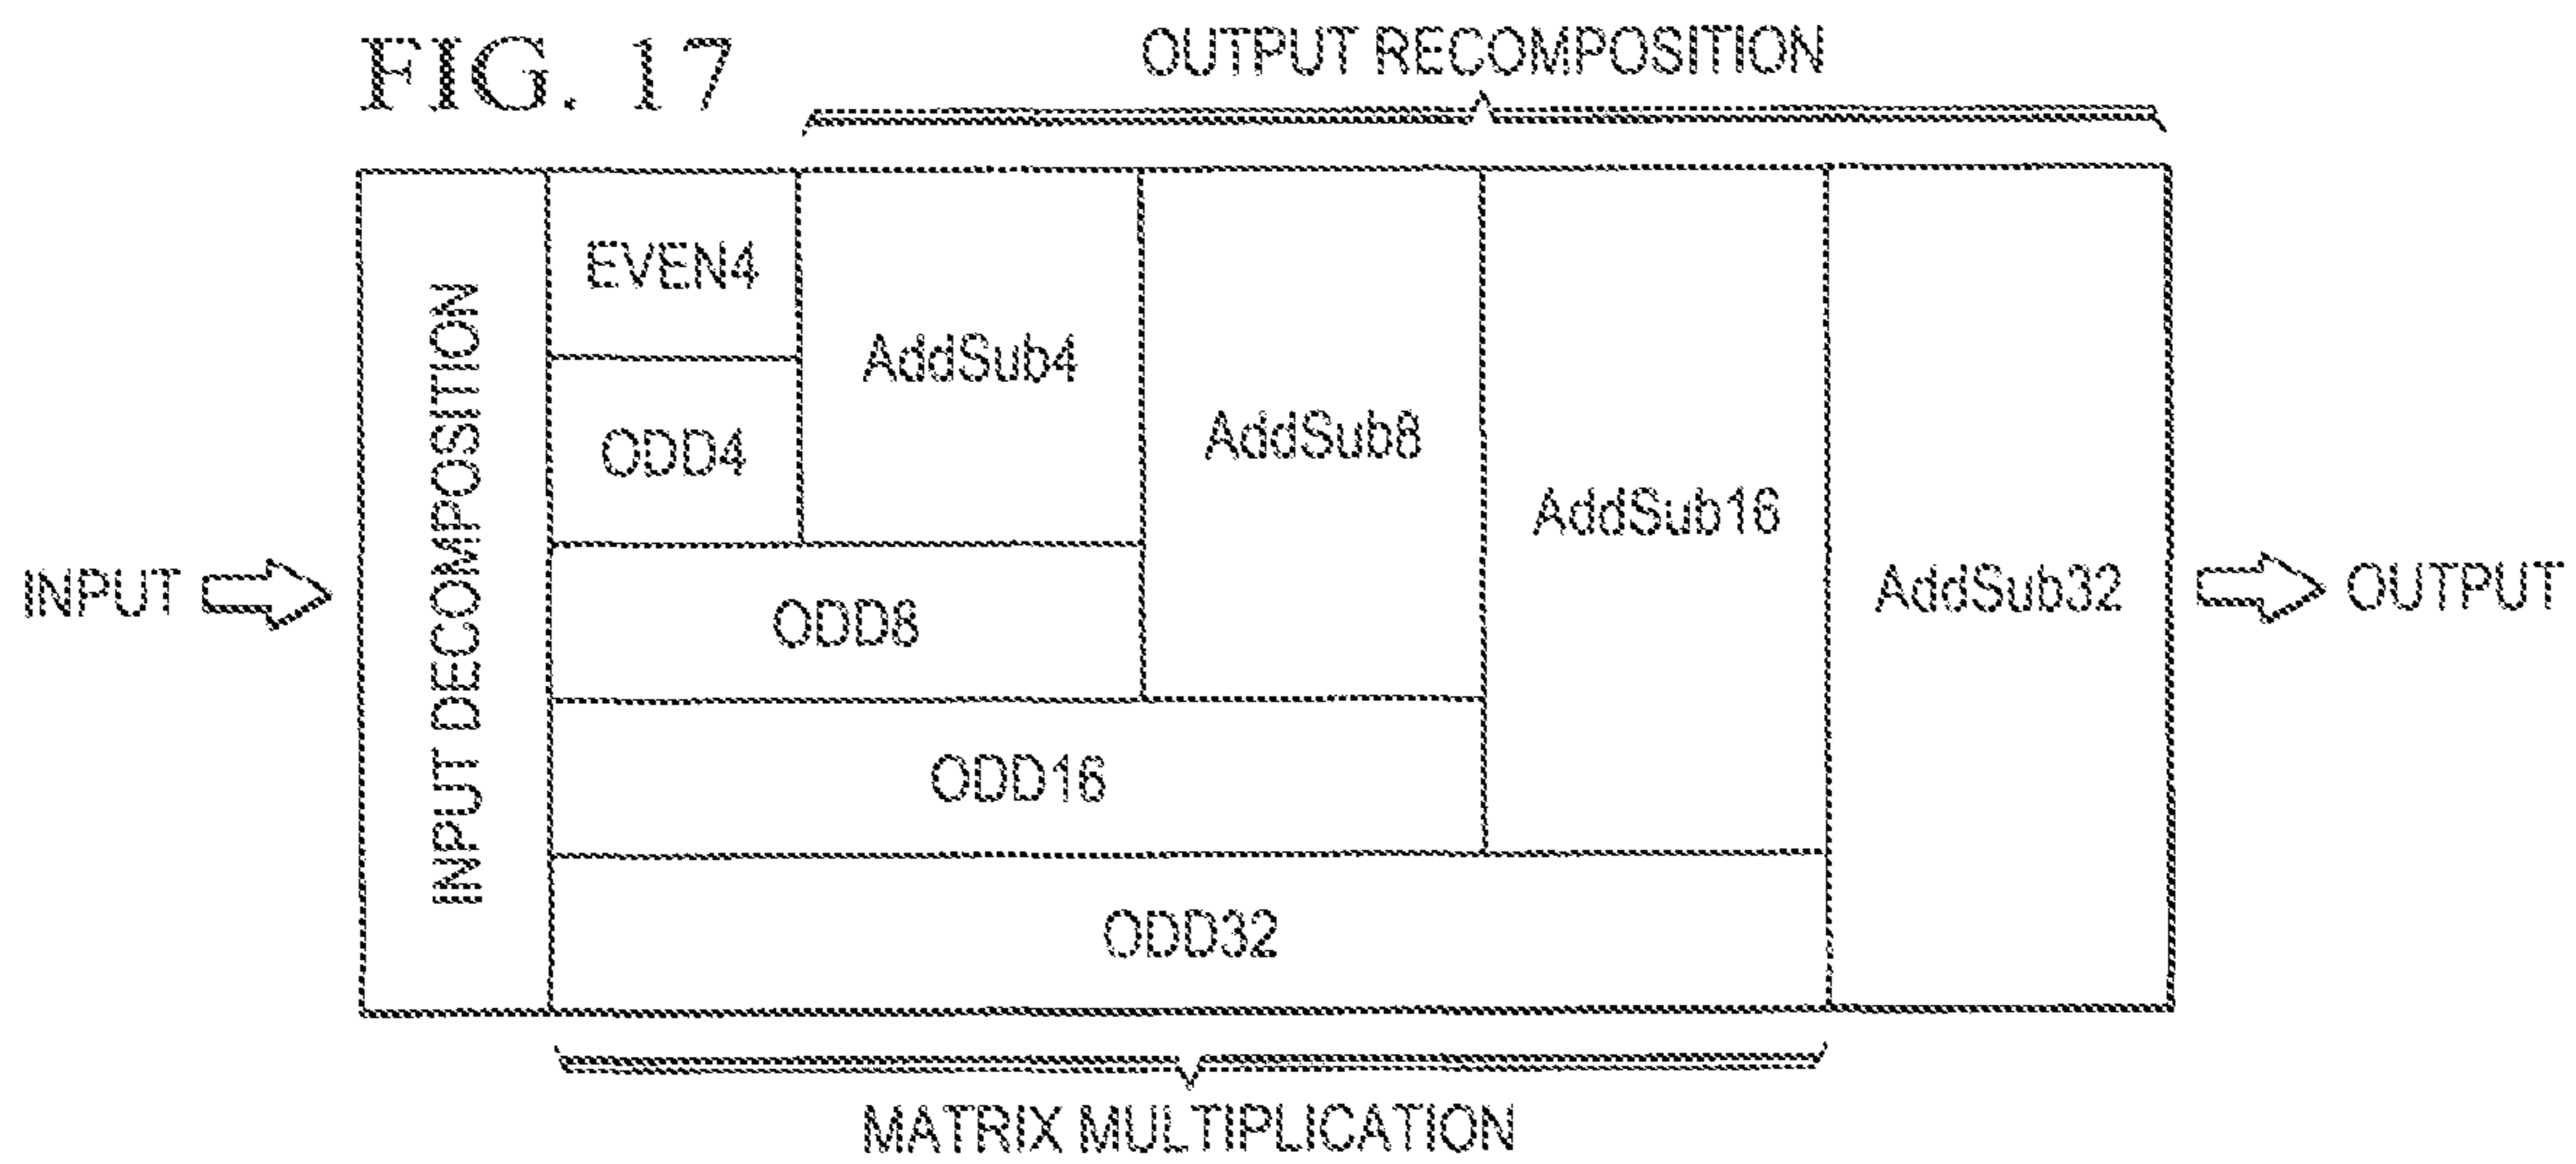 FIG. 17
OUTPUT RECOMPOSITION
INPUT
INPUT DECOMPOSITION
EVEN4
ODD4
AddSub4
AddSub8
AddSub16
AddSub32
ODD8
ODD16
ODD32
OUTPUT
MATRIX MULTIPLICATION